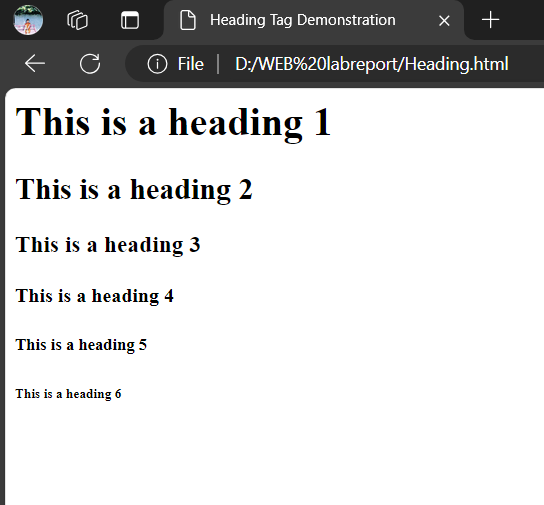 Heading Tag Demonstration
File | D:/WEB%20labreport/Heading.html
This is a heading 1
This is a heading 2
This is a heading 3
This is a heading 4
This is a heading 5
This is a heading 6